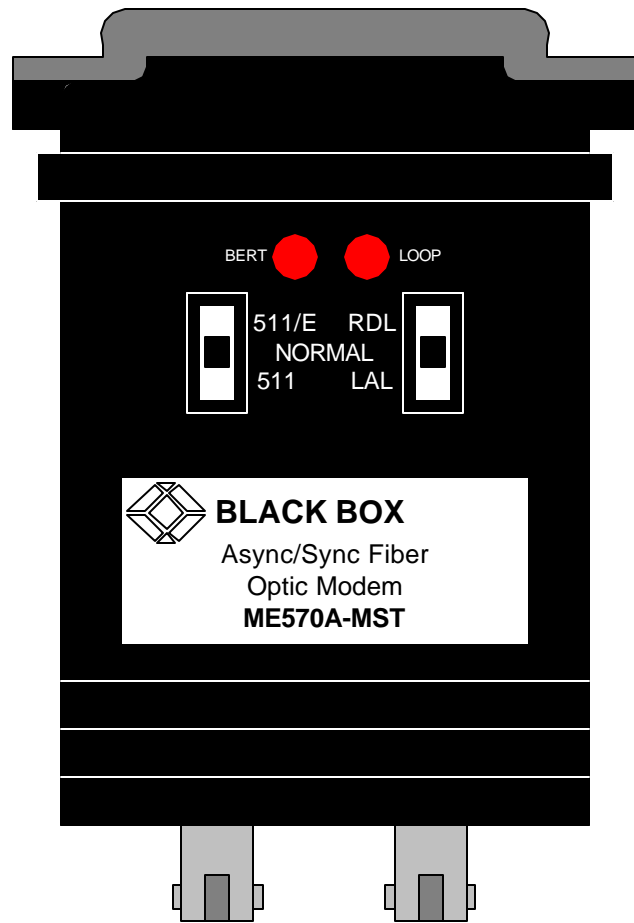 BERT LOOP
511/E RDL
NORMAL
511 LAL
BLACK BOX
Async/Sync Fiber
Optic Modem
ME570A-MST